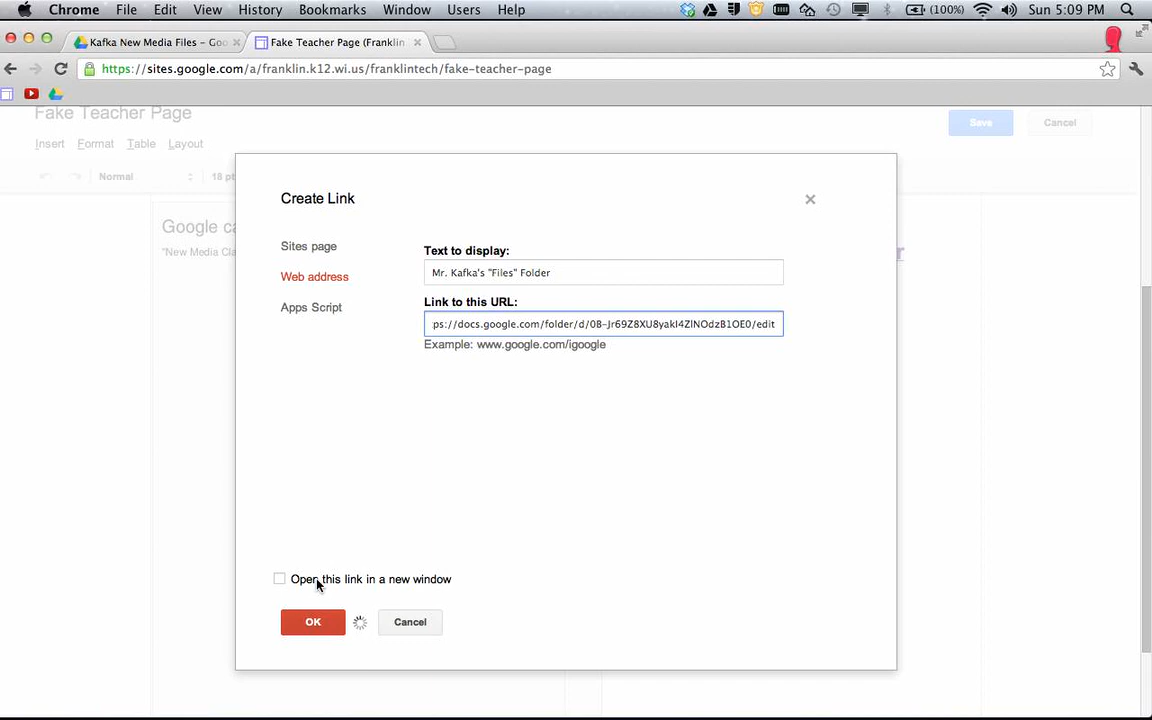 Chrome File Edit View History Bookmarks Window Users Help (100%) Sun 5:09 PM
Kafka New Media Files – Goo Fake Teacher Page (Franklin
https://sites.google.com/a/franklin.k12.wi.us/franklintech/fake-teacher-page
Fake Teacher Page
Save Cancel
Insert Format Table Layout
Normal 18 pt
Create Link
Google ca
"New Media Cla
Sites page
Web address
Apps Script
Text to display:
Mr. Kafka's "Files" Folder
Link to this URL:
ps://docs.google.com/folder/d/0B-Jr69Z8XU8yakl4ZlNOdzB1OE0/edit
Example: www.google.com/igoogle
Open this link in a new window
OK Cancel